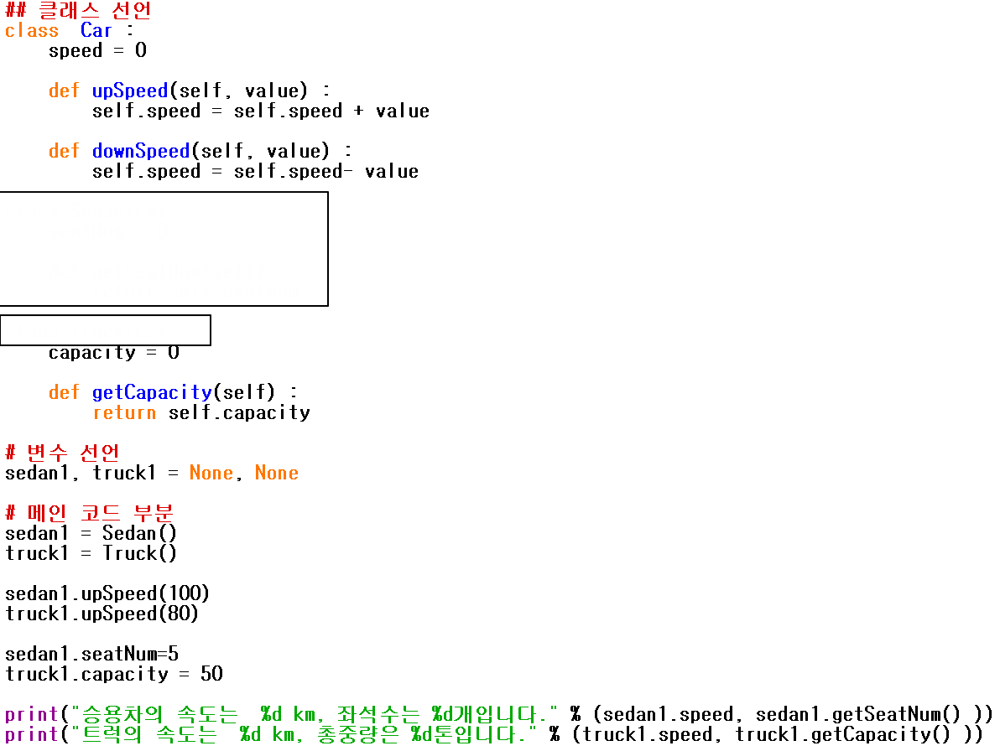 ## 클래스 선언
class  Car :
    speed = 0
    def upSpeed(self, value) :
        self.speed = self.speed + value
    def downSpeed(self, value) :
        self.speed = self.speed- value
    capacity = 0
    def getCapacity(self) :
        return self.capacity
# 변수 선언
sedan1, truck1 = None, None
# 메인 코드 부분
sedan1 = Sedan()
truck1 = Truck()
sedan1.upSpeed(100)
truck1.upSpeed(80)
sedan1.seatNum=5
truck1.capacity = 50
print("승용차의 속도는  %d km, 좌석수는 %d개입니다." % (sedan1.speed, sedan1.getSeatNum() ))
print("트럭의 속도는  %d km, 총중량은 %d톤입니다." % (truck1.speed, truck1.getCapacity() ))